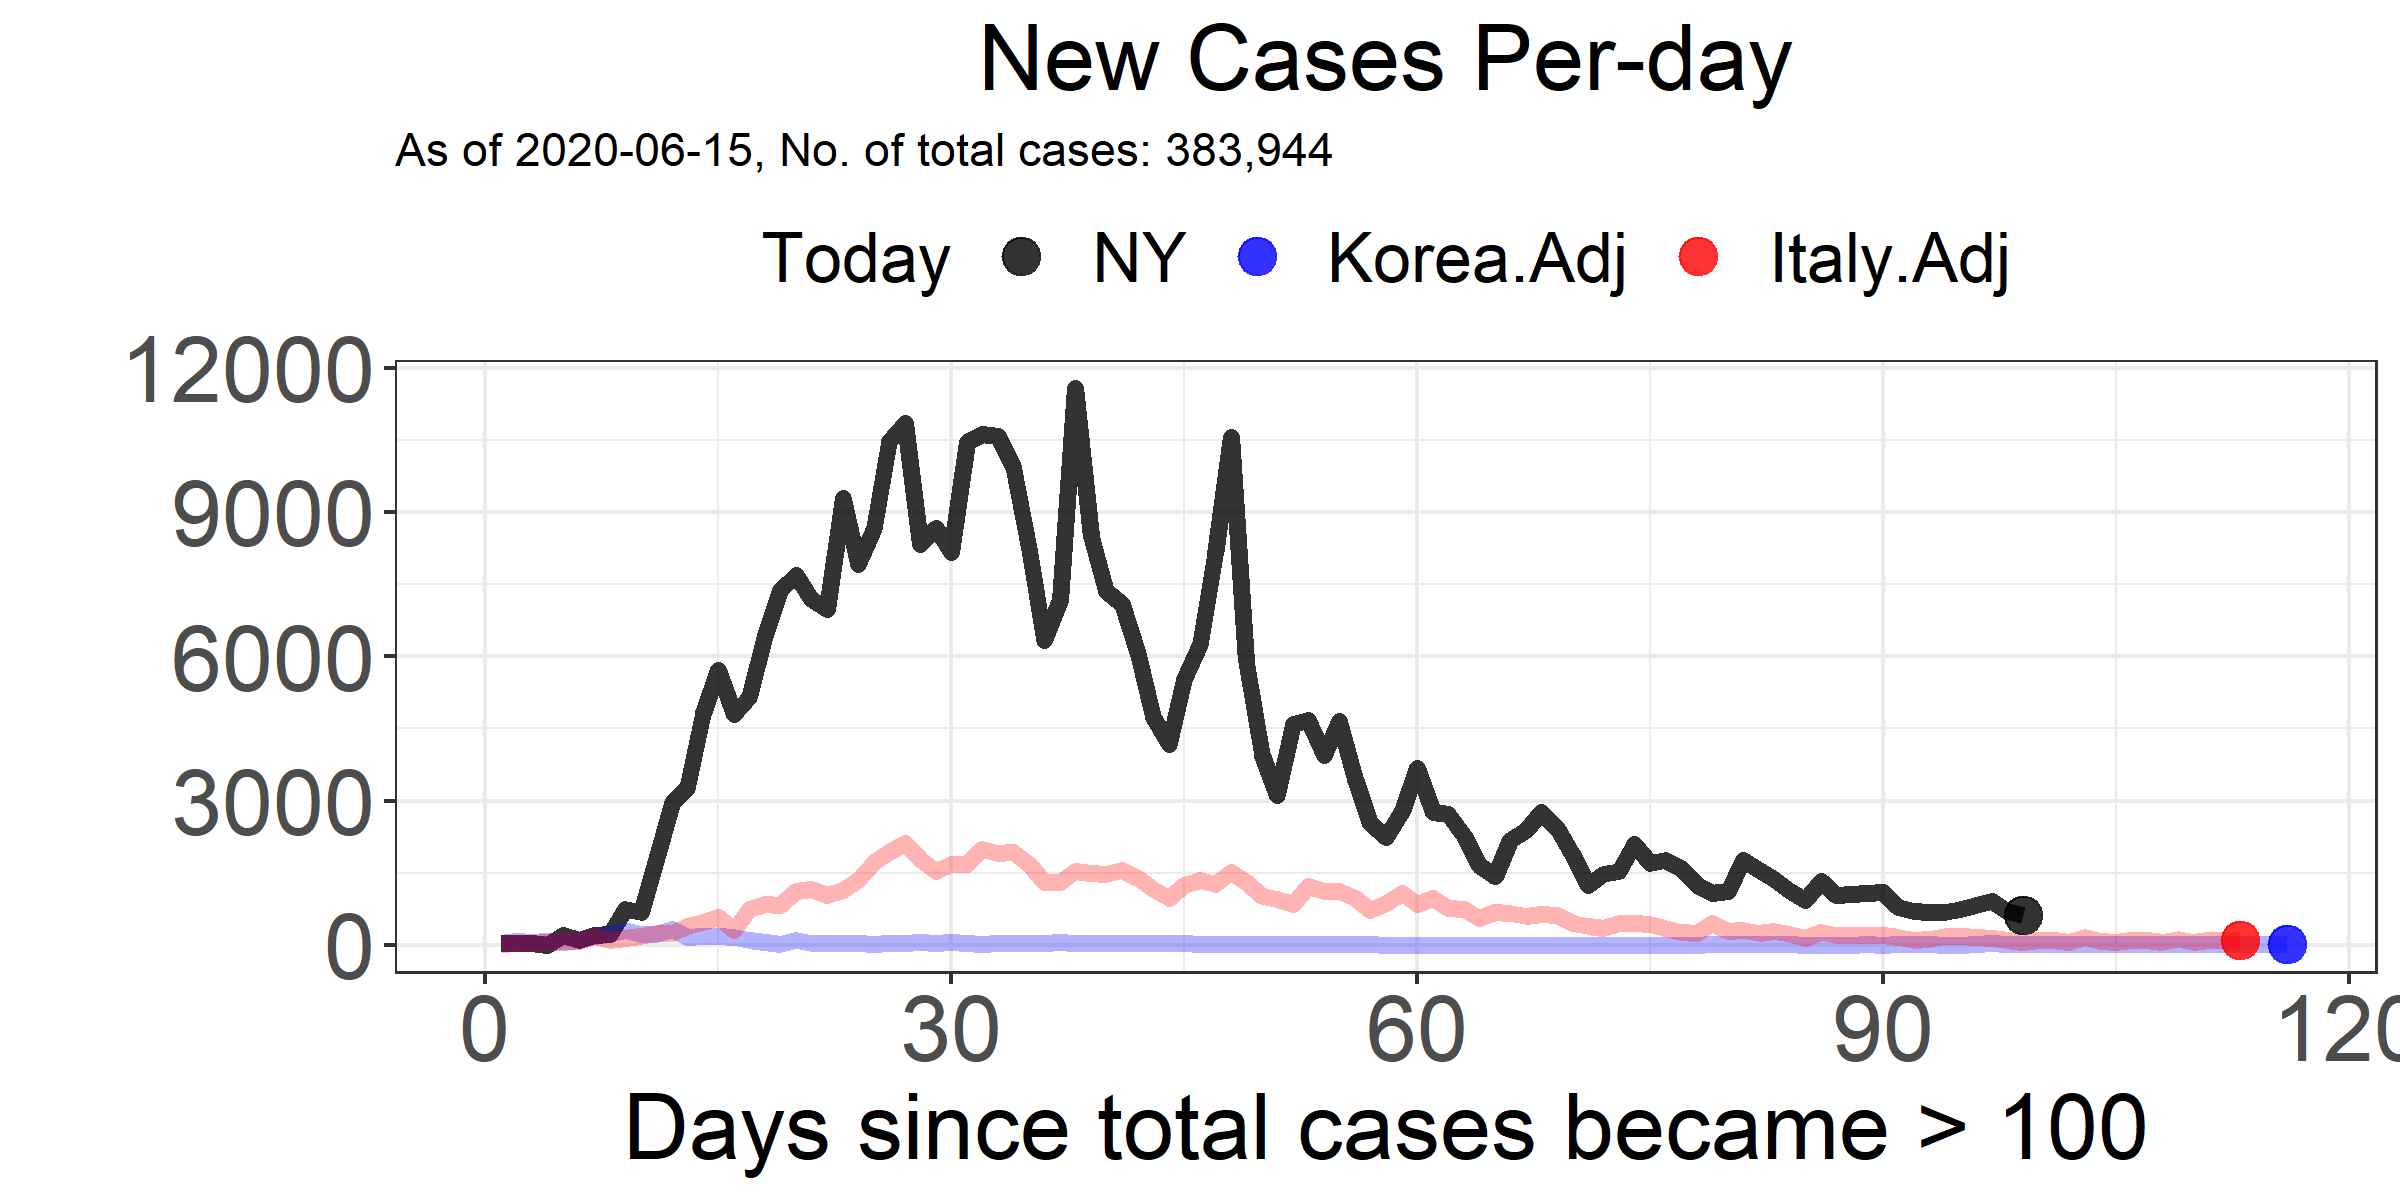 New Cases Per-day
As of 2020-06-15, No. of total cases: 383,944
Today NY Korea.Adj Italy.Adj
12000
9000
6000
3000
0
0 30 60 90 120
Days since total cases became > 100